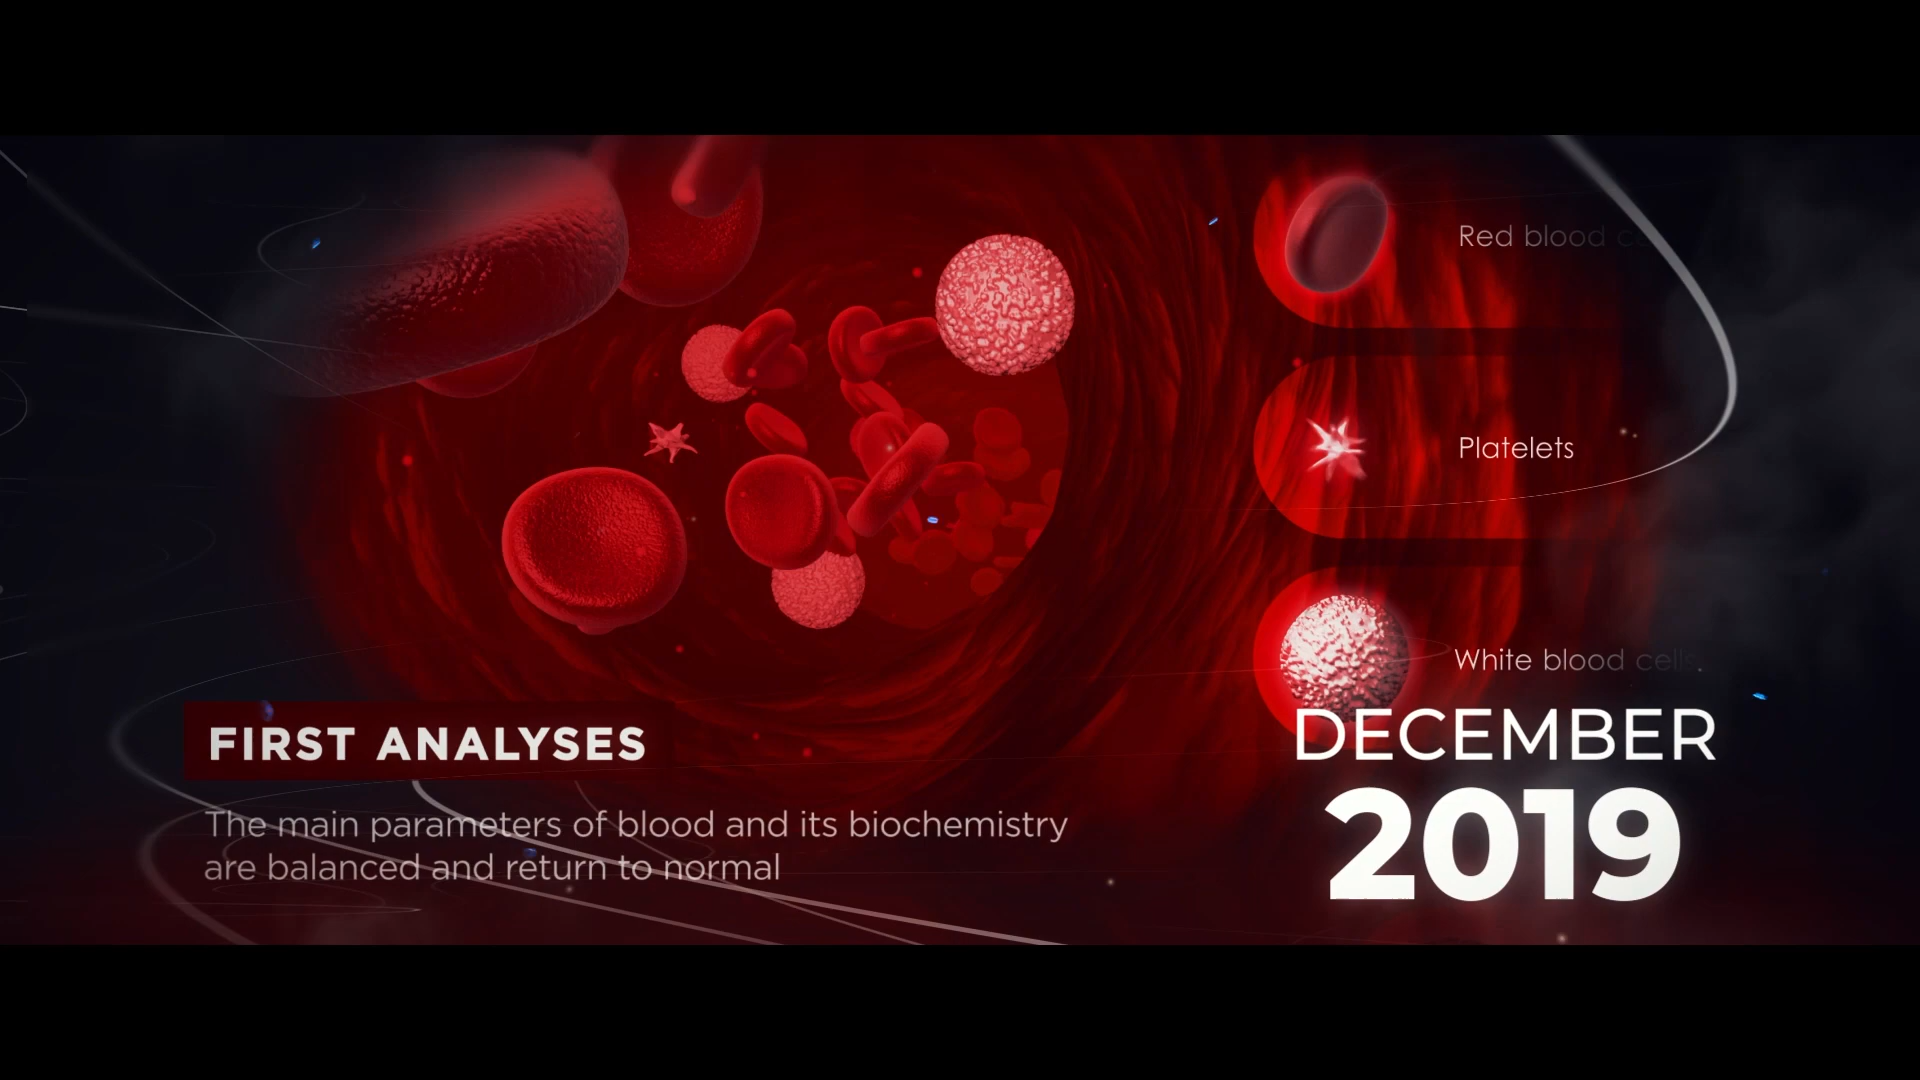 Red blood
Platelets
White blood cells
FIRST ANALYSES
The main parameters of blood and its biochemistry
are balanced and return to normal
DECEMBER
2019